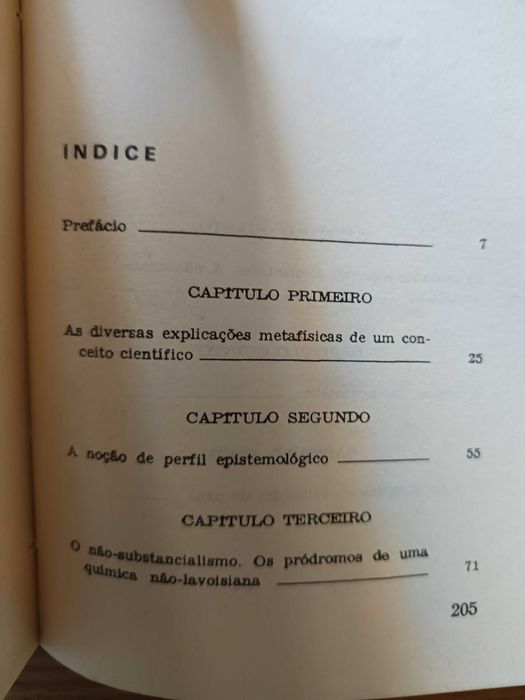 INDICE
Prefácio 7
CAPÍTULO PRIMEIRO
As diversas explicações metafísicas de um con-
ceito científico 25
CAPÍTULO SEGUNDO
A noção de perfil epistemológico 55
CAPÍTULO TERCEIRO
O não-substancialismo. Os pródromos de uma
química não-lavoisiana 71
205